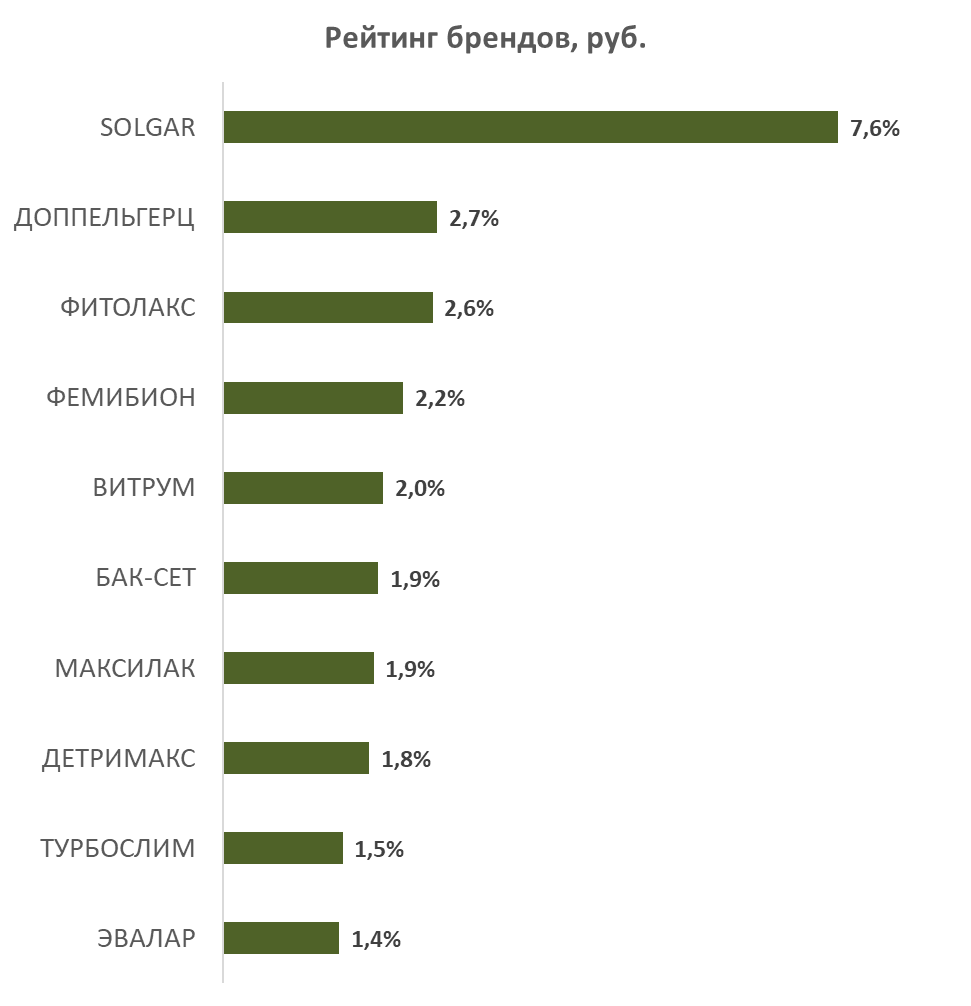 Рейтинг брендов, руб.
SOLGAR 7,6%
ДОППЕЛЬГЕРЦ 2,7%
ФИТОЛАКС 2,6%
ФЕМИБИОН 2,2%
ВИТРУМ 2,0%
БАК-СЕТ 1,9%
МАКСИЛАК 1,9%
ДЕТРИМАКС 1,8%
ТУРБОСЛИМ 1,5%
ЭВАЛАР 1,4%